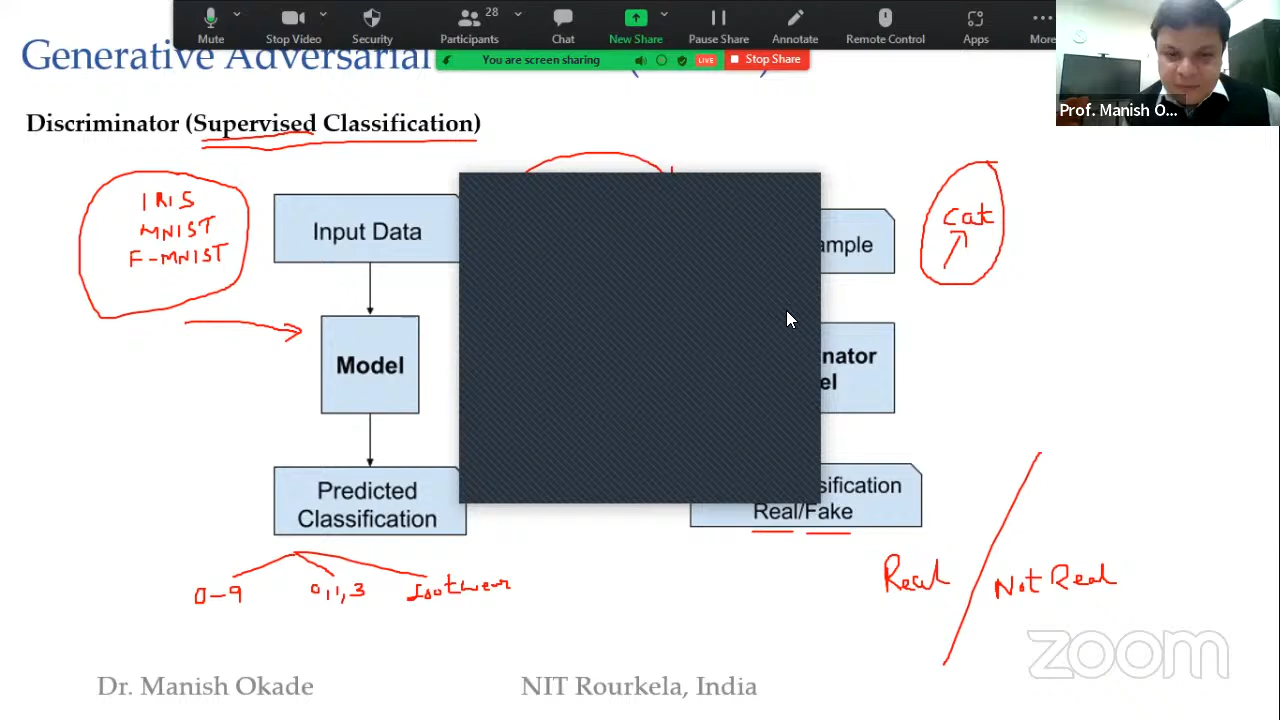 Mute
Stop Video
Security
Participants
28
Chat
New Share
Pause Share
Annotate
Remote Control
Apps
More
You are screen sharing
LIVE
Stop Share
Prof. Manish O...
Generative Adversarial
Discriminator (Supervised Classification)
IRIS
MNIST
F-MNIST
Input Data
Model
Predicted
Classification
0-9
0,1,3
footwear
ample
Cat
nator
el
sification
Real/Fake
Real
Not Real
zoom
Dr. Manish Okade
NIT Rourkela, India